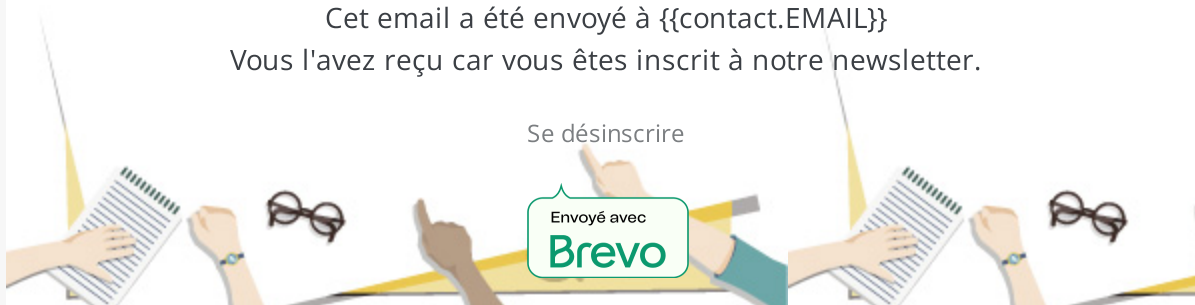 Cet email a été envoyé à {{contact.EMAIL}}
Vous l'avez reçu car vous êtes inscrit à notre newsletter.
Se désinscrire
Envoyé avec
Brevo